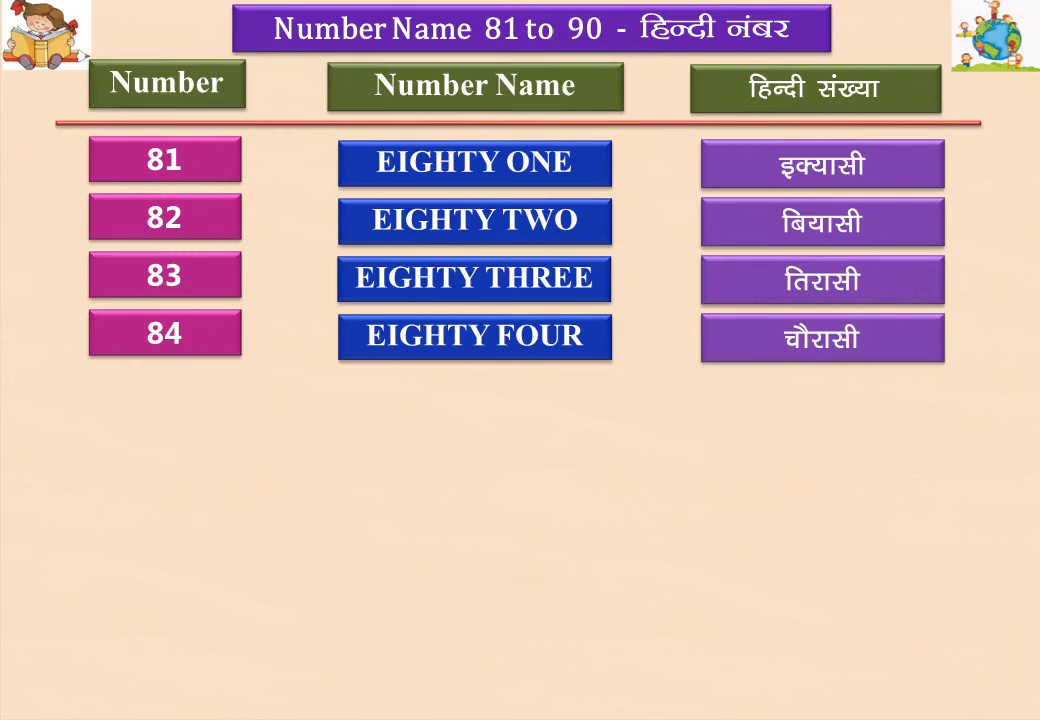 Number Name 81 to 90 - हिन्दी नंबर
Number Number Name हिन्दी संख्या
81 EIGHTY ONE इक्यासी
82 EIGHTY TWO बियासी
83 EIGHTY THREE तिरासी
84 EIGHTY FOUR चौरासी